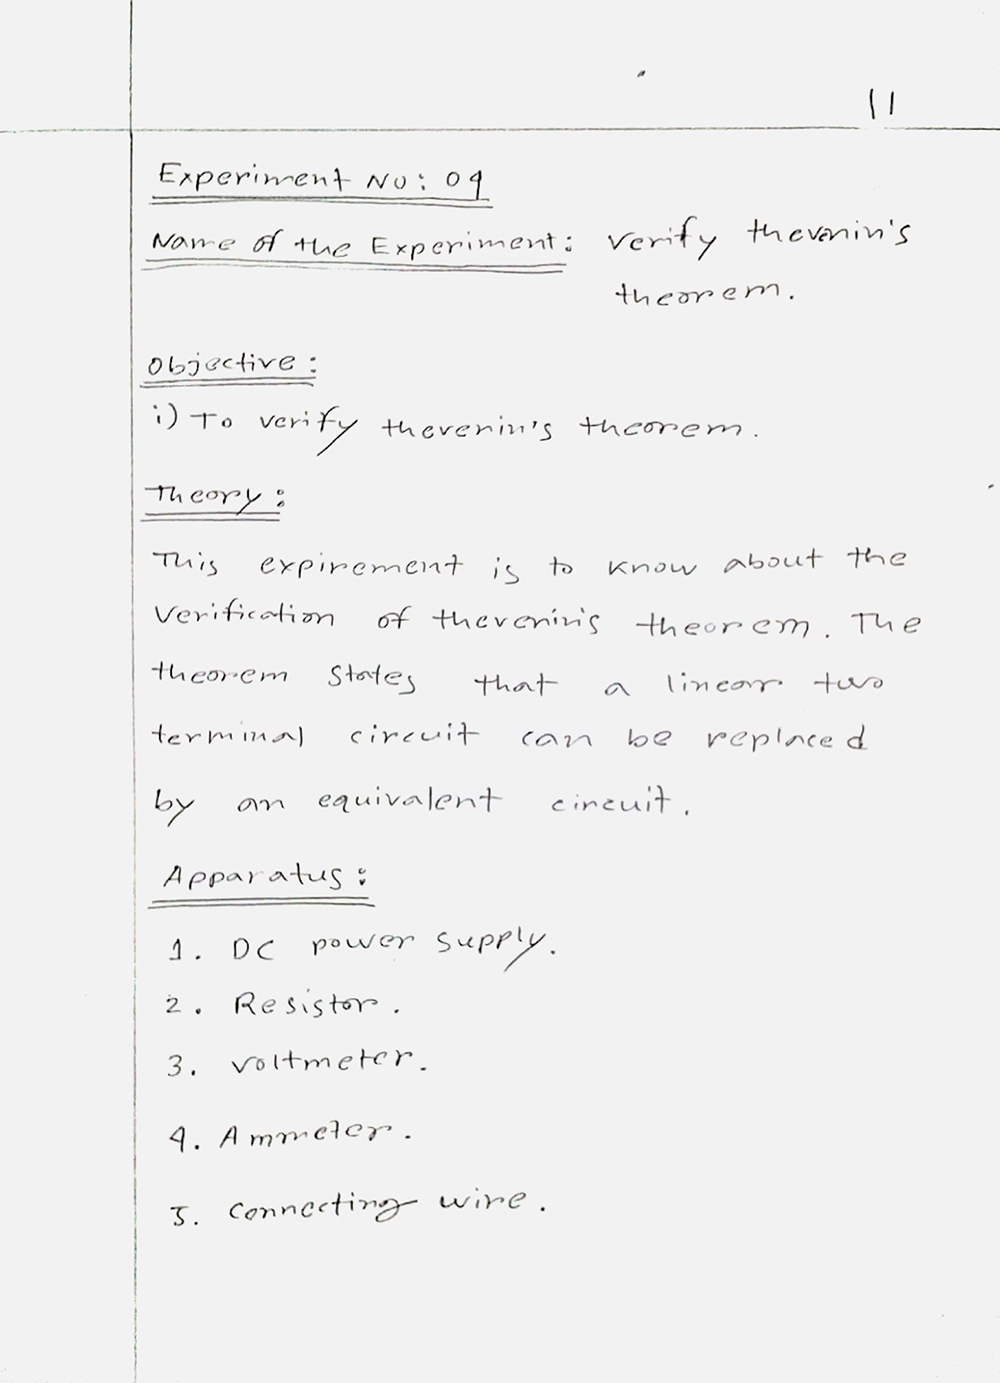 11
Experiment No: 04
Name of the Experiment: verify thevenin's
theorem.
Objective:
i) To verify thevenin's theorem.
Theory:
This expirement is to know about the
verification of thevenin's theorem. The
theorem states that a linear two
terminal circuit can be replaced
by an equivalent circuit.
Apparatus:
1. DC power supply.
2. Resistor.
3. voltmeter.
4. Ammeter.
5. connecting wire.